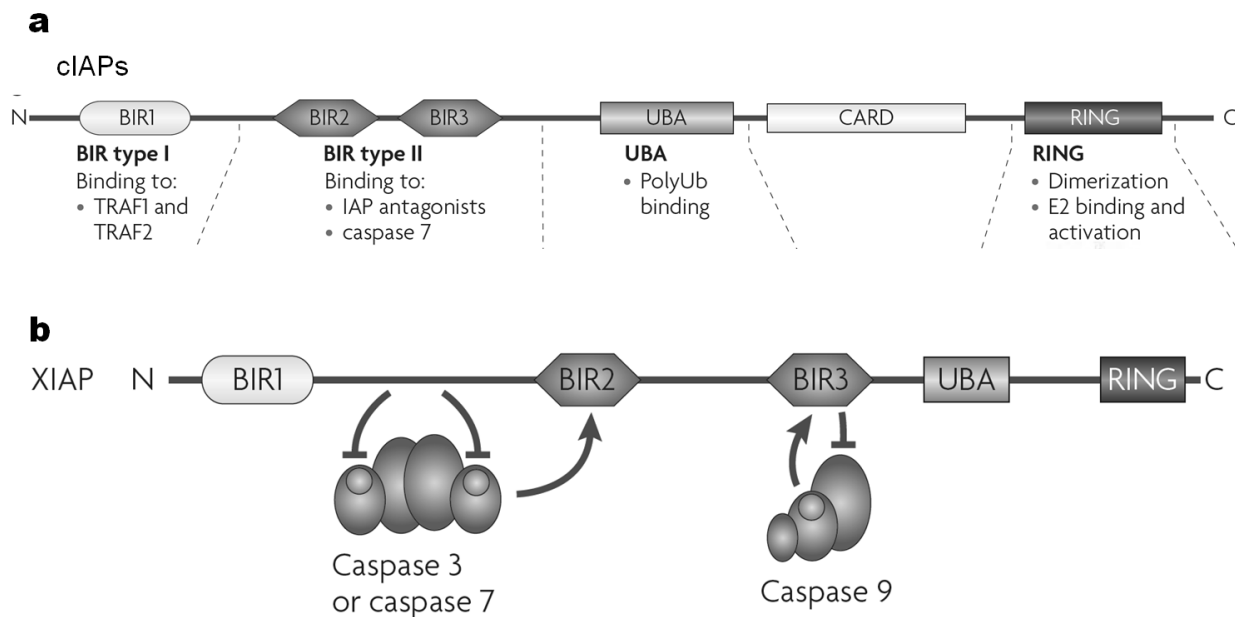 a
cIAPs
N BIR1 BIR2 BIR3 UBA CARD RING C
BIR type I
Binding to:
• TRAF1 and
TRAF2
BIR type II
Binding to:
• IAP antagonists
• caspase 7
UBA
• PolyUb
binding
RING
• Dimerization
• E2 binding and
activation
b
XIAP N BIR1 BIR2 BIR3 UBA RING C
Caspase 3
or caspase 7
Caspase 9